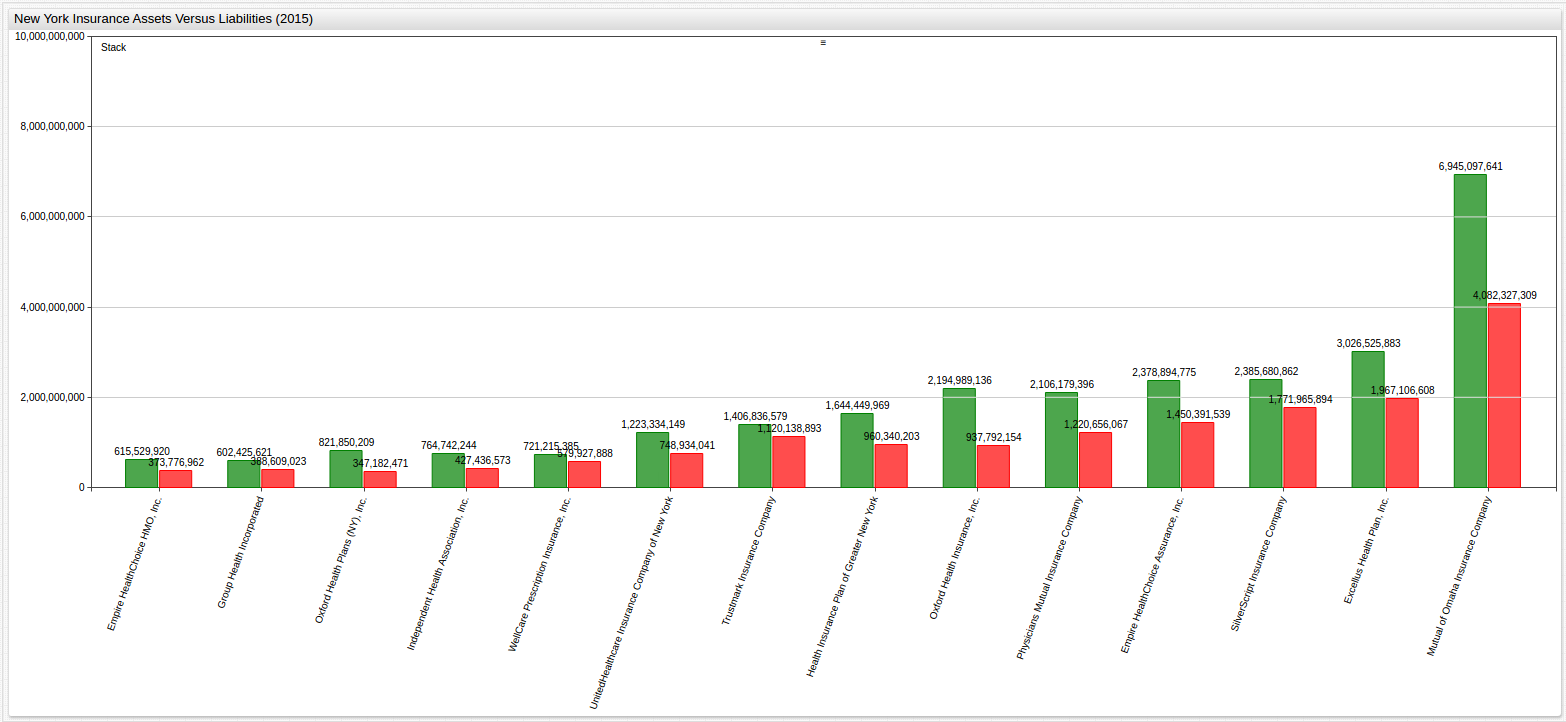 New York Insurance Assets Versus Liabilities (2015)
10,000,000,000
Stack
≡
8,000,000,000
6,000,000,000
4,000,000,000
2,000,000,000
0
615,529,920
373,776,962
602,425,621
388,609,023
821,850,209
347,182,471
764,742,244
427,436,573
721,215,385
579,927,888
1,223,334,149
748,934,041
1,406,836,579
1,120,138,893
1,644,449,969
960,340,203
2,194,989,136
937,792,154
2,106,179,396
1,220,656,067
2,378,894,775
1,450,391,539
2,385,680,862
1,771,965,894
3,026,525,883
1,967,106,608
6,945,097,641
4,082,327,309
Empire HealthChoice HMO, Inc.
Group Health Incorporated
Oxford Health Plans (NY), Inc.
Independent Health Association, Inc.
WellCare Prescription Insurance, Inc.
UnitedHealthcare Insurance Company of New York
Trustmark Insurance Company
Health Insurance Plan of Greater New York
Oxford Health Insurance, Inc.
Physicians Mutual Insurance Company
Empire HealthChoice Assurance, Inc.
SilverScript Insurance Company
Excellus Health Plan, Inc.
Mutual of Omaha Insurance Company